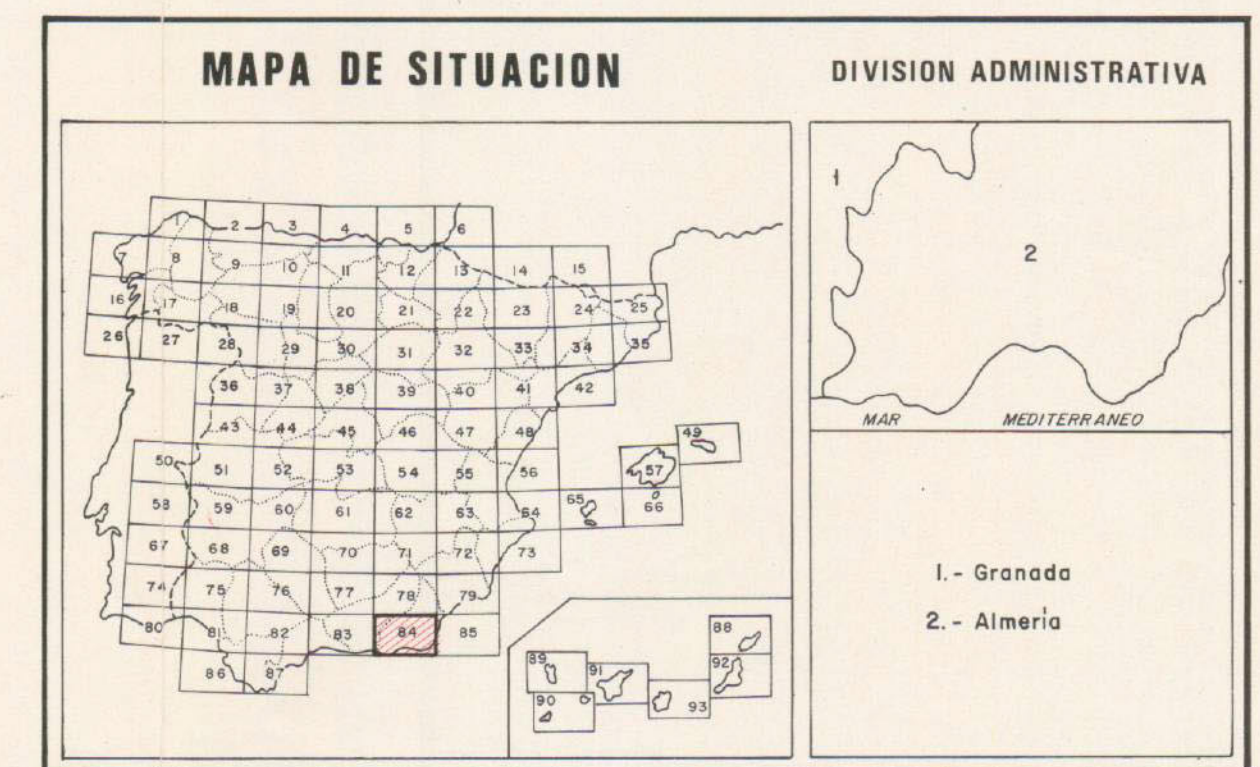 MAPA DE SITUACION
DIVISION ADMINISTRATIVA
1 2 3 4 5 6
7 8 9 10 11 12 13 14 15
16 17 18 19 20 21 22 23 24 25
26 27 28 29 30 31 32 33 34 35
36 37 38 39 40 41 42
43 44 45 46 47 48 49
50 51 52 53 54 55 56 57
58 59 60 61 62 63 64 65 66
67 68 69 70 71 72 73
74 75 76 77 78 79
80 81 82 83 84 85
86 87
88
89 91 92
90 93
1
2
MAR MEDITERRANEO
1.- Granada
2.- Almería